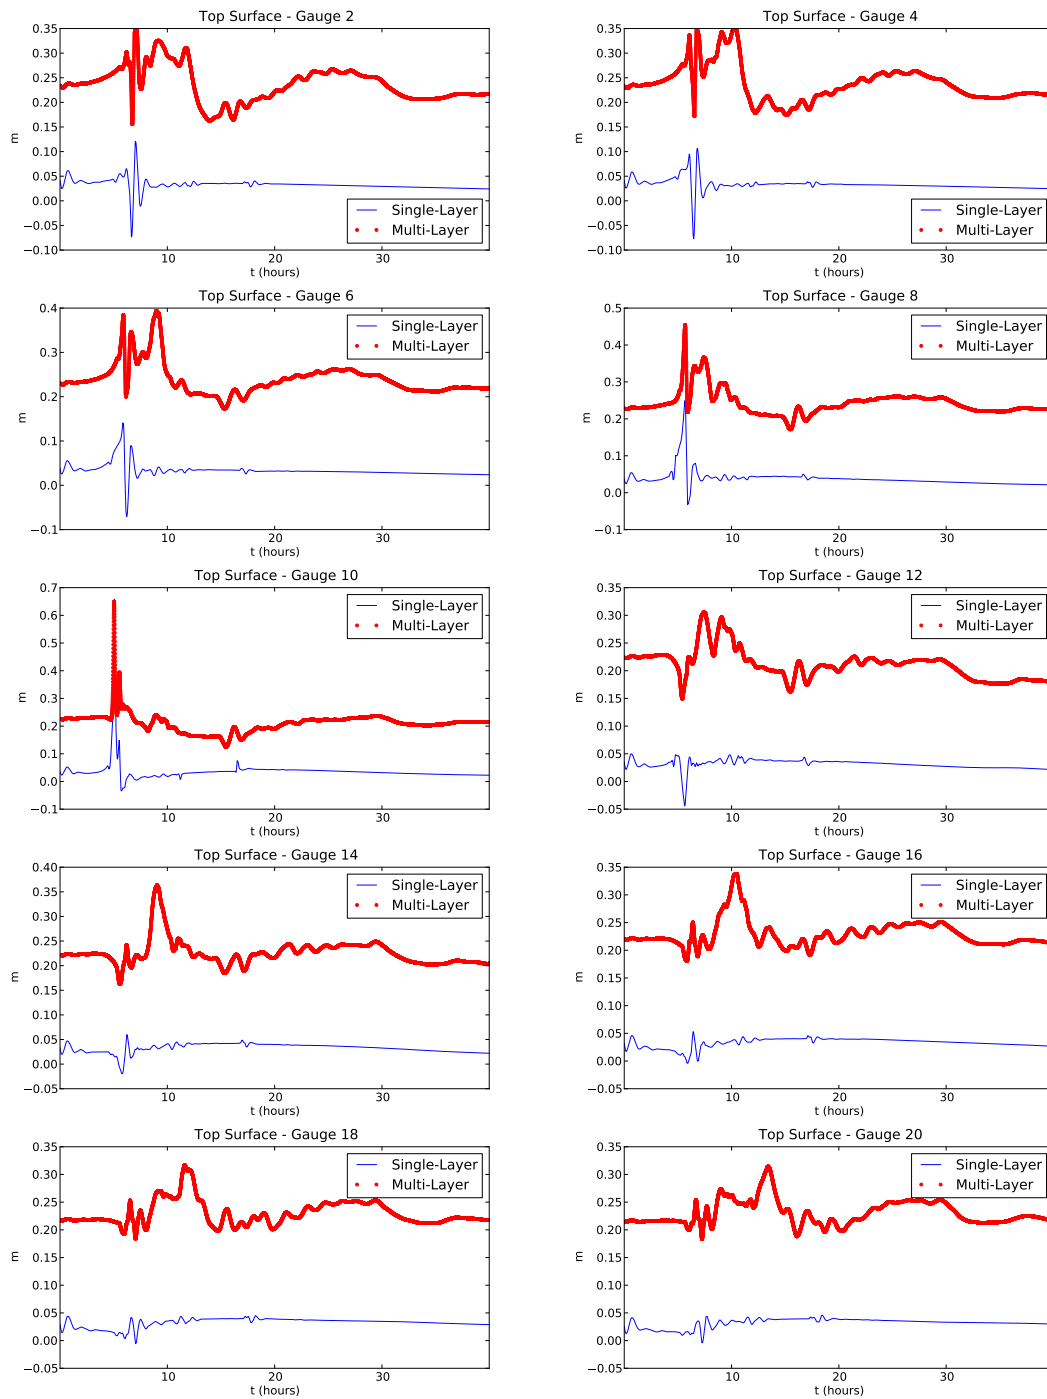 Top Surface - Gauge 2
0.35
0.30
0.25
0.20
0.15
0.10
0.05
0.00
−0.05
−0.10
m
Single-Layer
Multi-Layer
10 20 30
t (hours)
Top Surface - Gauge 4
0.35
0.30
0.25
0.20
0.15
0.10
0.05
0.00
−0.05
−0.10
m
Single-Layer
Multi-Layer
10 20 30
t (hours)
Top Surface - Gauge 6
0.4
0.3
0.2
0.1
0.0
−0.1
m
Single-Layer
Multi-Layer
10 20 30
t (hours)
Top Surface - Gauge 8
0.5
0.4
0.3
0.2
0.1
0.0
−0.1
m
Single-Layer
Multi-Layer
10 20 30
t (hours)
Top Surface - Gauge 10
0.7
0.6
0.5
0.4
0.3
0.2
0.1
0.0
−0.1
m
Single-Layer
Multi-Layer
10 20 30
t (hours)
Top Surface - Gauge 12
0.35
0.30
0.25
0.20
0.15
0.10
0.05
0.00
−0.05
m
Single-Layer
Multi-Layer
10 20 30
t (hours)
Top Surface - Gauge 14
0.40
0.35
0.30
0.25
0.20
0.15
0.10
0.05
0.00
−0.05
m
Single-Layer
Multi-Layer
10 20 30
t (hours)
Top Surface - Gauge 16
0.35
0.30
0.25
0.20
0.15
0.10
0.05
0.00
−0.05
m
Single-Layer
Multi-Layer
10 20 30
t (hours)
Top Surface - Gauge 18
0.35
0.30
0.25
0.20
0.15
0.10
0.05
0.00
−0.05
m
Single-Layer
Multi-Layer
10 20 30
t (hours)
Top Surface - Gauge 20
0.35
0.30
0.25
0.20
0.15
0.10
0.05
0.00
−0.05
m
Single-Layer
Multi-Layer
10 20 30
t (hours)